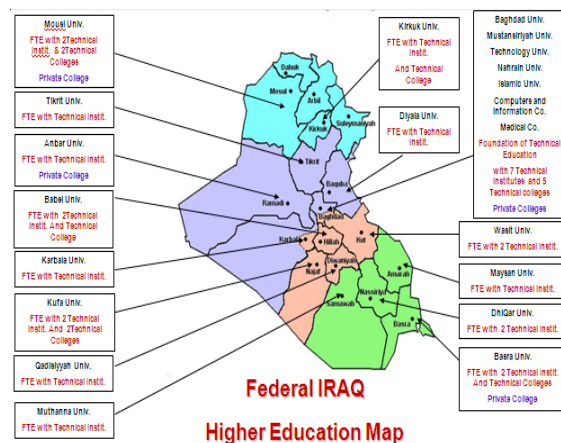 Mousl Univ.
FTE with 2Technical
Instit. & 2Technical
Colleges
Private College
Tikrit Univ.
FTE with Technical Instit.
Anbar Univ.
FTE with Technical Instit.
Private College
Babel Univ.
FTE with 2Technical
Instit. And Technical
College
Karbala Univ.
FTE with Technical Instit.
Kufa Univ.
FTE with 2 Technical
Instit. And 2Technical
Colleges
Qadisiyyah Univ.
FTE with Technical Instit.
Muthanna Univ.
FTE with Technical Instit.
Kirkuk Univ.
FTE with Technical
Instit.
And Technical
College
Diyala Univ.
FTE with Technical
Instit.
Baghdad Univ.
Mustansiriyah Univ.
Technology Univ.
Nahrain Univ.
Islamic Univ.
Computers and
Information Co.
Medical Co.
Foundation of Technical
Education
with 7 Technical
Institutes and 5
Technical colleges
Private Colleges
Wasit Univ.
FTE with 2 Technical Instit.
Maysan Univ.
FTE with Technical Instit.
DhiQar Univ.
FTE with 2 Technical Instit.
Basra Univ.
FTE with 2 Technical Instit.
And Technical Colleges
Private College
Dahuk
Mosul
Arbil
Kirkuk
Suleymaniyah
Tikrit
Baquba
Ramadi
Baghdad
Karbala
Hillah
Kut
Najaf
Diwaniyah
Amarah
Samawah
Nassiriya
Basra
Federal IRAQ
Higher Education Map